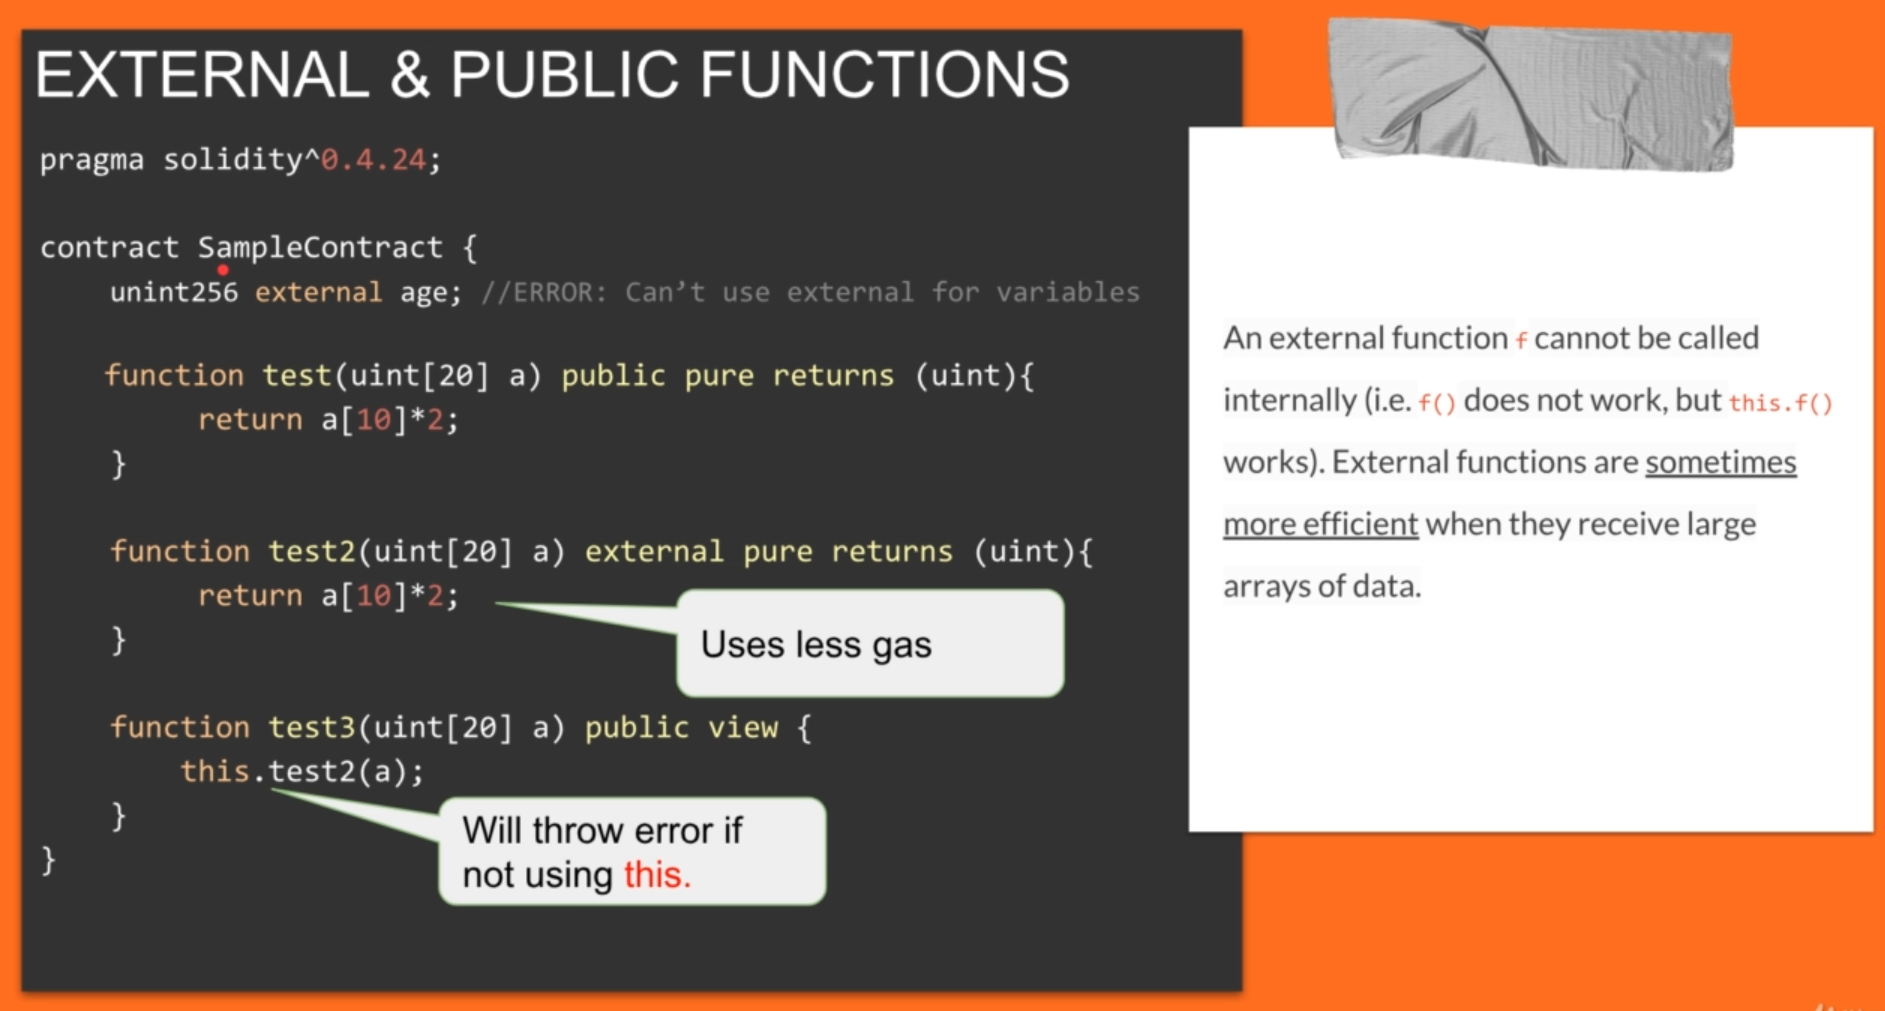 EXTERNAL & PUBLIC FUNCTIONS
pragma solidity^0.4.24;
contract SampleContract {
unint256 external age; //ERROR: Can’t use external for variables
function test(uint[20] a) public pure returns (uint){
return a[10]*2;
}
function test2(uint[20] a) external pure returns (uint){
return a[10]*2;
}
Uses less gas
function test3(uint[20] a) public view {
this.test2(a);
}
Will throw error if
not using this.
}
An external function f cannot be called
internally (i.e. f() does not work, but this.f()
works). External functions are sometimes
more efficient when they receive large
arrays of data.